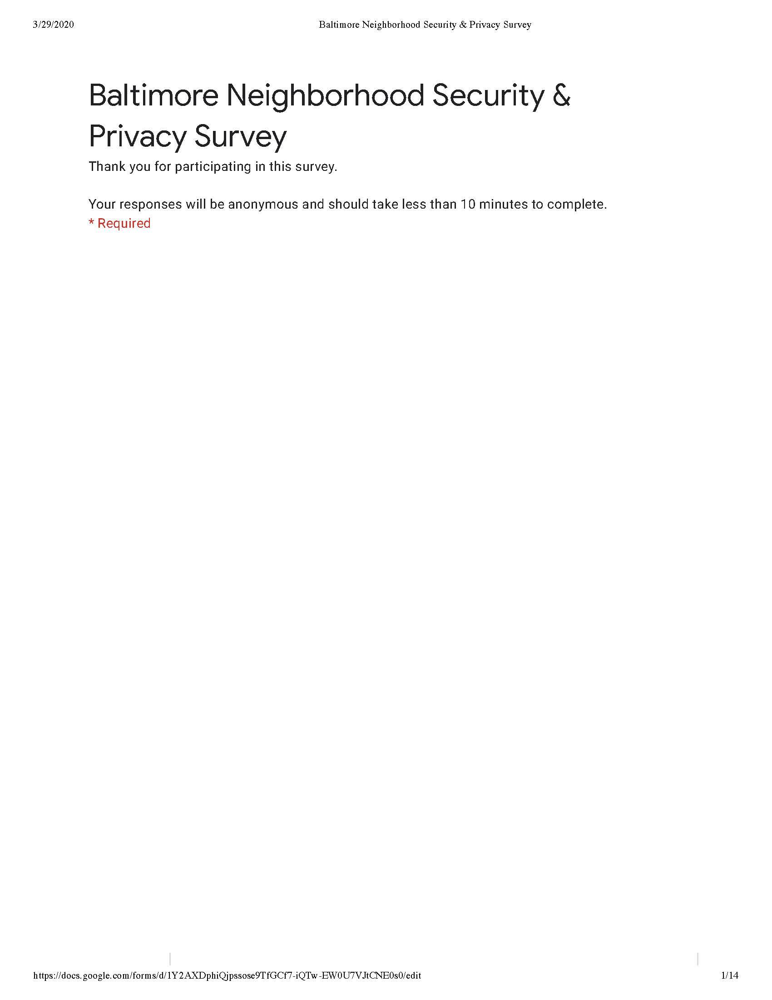 3/29/2020
Baltimore Neighborhood Security & Privacy Survey
Baltimore Neighborhood Security &
Privacy Survey
Thank you for participating in this survey.
Your responses will be anonymous and should take less than 10 minutes to complete.
* Required
https://docs.google.com/forms/d/1Y2AXDphiQjpssose9TfGCf7-iQTw-EW0U7VJtCNE0s0/edit
1/14